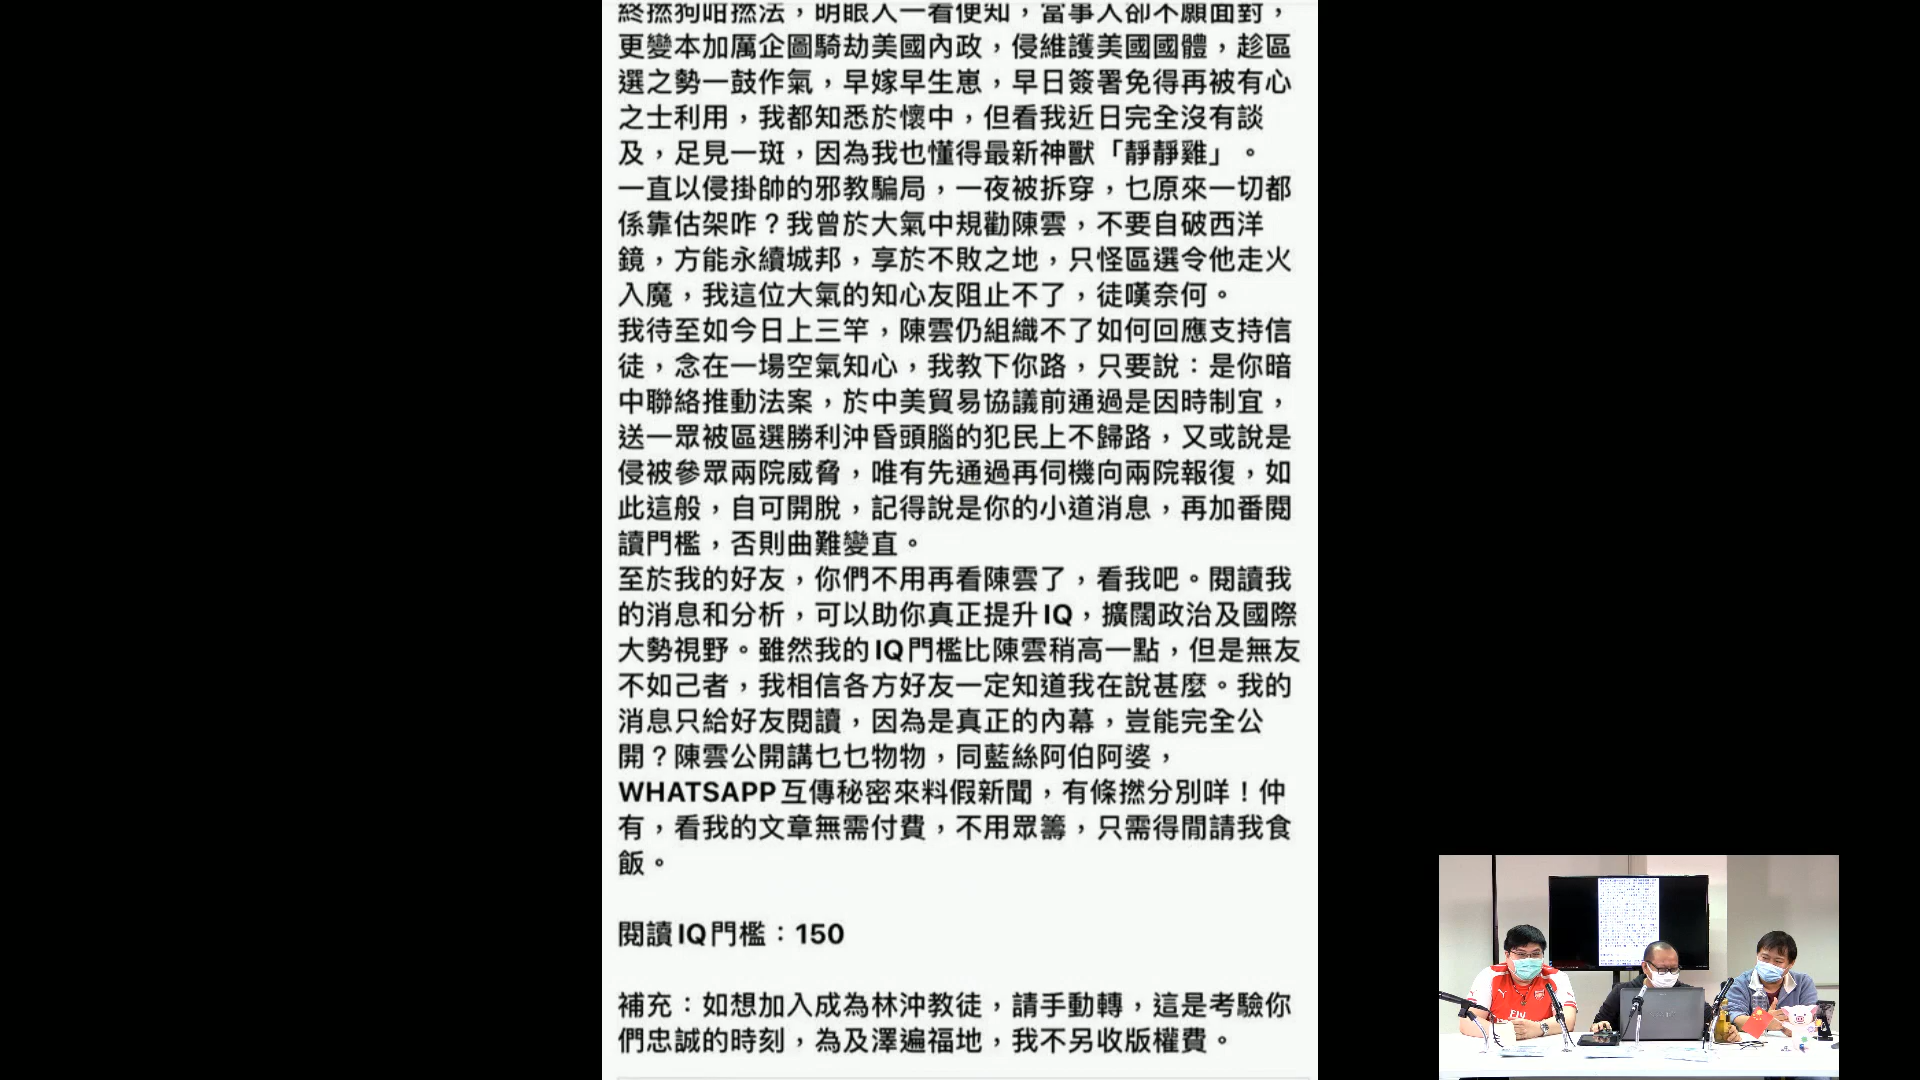 終撚狗咁撚法，明眼人一看便知，當事人卻不願面對，
更變本加厲企圖騎劫美國內政，侵維護美國國體，趁區
選之勢一鼓作氣，早嫁早生崽，早日簽署免得再被有心
之士利用，我都知悉於懷中，但看我近日完全沒有談
及，足見一斑，因為我也懂得最新神獸「靜靜雞」。
一直以侵掛帥的邪教騙局，一夜被拆穿，乜原來一切都
係靠估架咋？我曾於大氣中規勸陳雲，不要自破西洋
鏡，方能永續城邦，享於不敗之地，只怪區選令他走火
入魔，我這位大氣的知心友阻止不了，徒嘆奈何。
我待至如今日上三竿，陳雲仍組織不了如何回應支持信
徒，念在一場空氣知心，我教下你路，只要說：是你暗
中聯絡推動法案，於中美貿易協議前通過是因時制宜，
送一眾被區選勝利沖昏頭腦的犯民上不歸路，又或說是
侵被參眾兩院威脅，唯有先通過再伺機向兩院報復，如
此這般，自可開脫，記得說是你的小道消息，再加番閱
讀門檻，否則曲難變直。
至於我的好友，你們不用再看陳雲了，看我吧。閱讀我
的消息和分析，可以助你真正提升IQ，擴闊政治及國際
大勢視野。雖然我的IQ門檻比陳雲稍高一點，但是無友
不如己者，我相信各方好友一定知道我在說甚麼。我的
消息只給好友閱讀，因為是真正的內幕，豈能完全公
開？陳雲公開講乜乜物物，同藍絲阿伯阿婆，
WHATSAPP互傳秘密來料假新聞，有條撚分別咩！仲
有，看我的文章無需付費，不用眾籌，只需得閒請我食
飯。
閱讀IQ門檻：150
補充：如想加入成為林沖教徒，請手動轉，這是考驗你
們忠誠的時刻，為及澤遍福地，我不另收版權費。